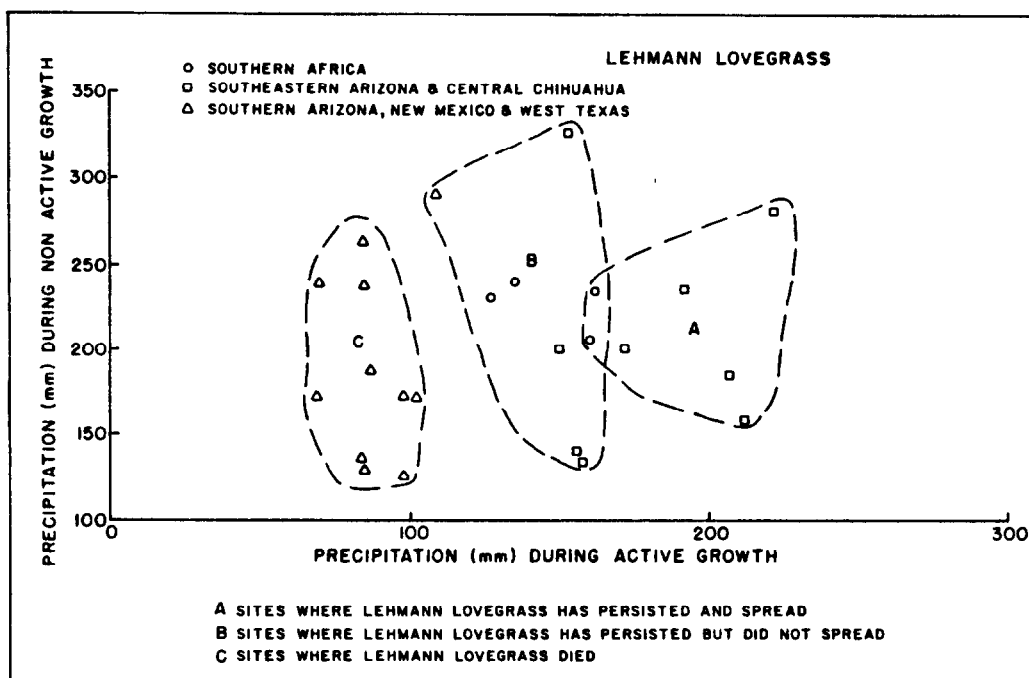 LEHMANN LOVEGRASS
○ SOUTHERN AFRICA
□ SOUTHEASTERN ARIZONA & CENTRAL CHIHUAHUA
△ SOUTHERN ARIZONA, NEW MEXICO & WEST TEXAS
PRECIPITATION (mm) DURING NON ACTIVE GROWTH
350
300
250
200
150
100
B
A
C
0
100
200
300
PRECIPITATION (mm) DURING ACTIVE GROWTH
A SITES WHERE LEHMANN LOVEGRASS HAS PERSISTED AND SPREAD
B SITES WHERE LEHMANN LOVEGRASS HAS PERSISTED BUT DID NOT SPREAD
C SITES WHERE LEHMANN LOVEGRASS DIED